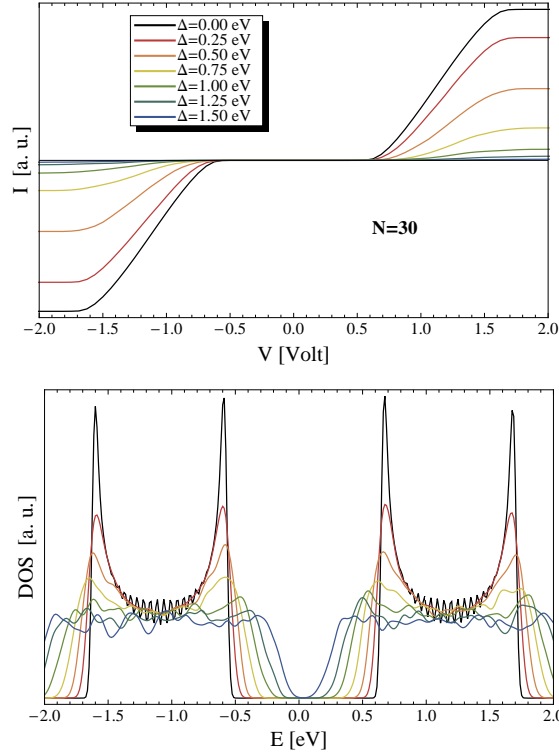 Δ=0.00 eV
Δ=0.25 eV
Δ=0.50 eV
Δ=0.75 eV
Δ=1.00 eV
Δ=1.25 eV
Δ=1.50 eV
I [a. u.]
N=30
−2.0 −1.5 −1.0 −0.5 0.0 0.5 1.0 1.5 2.0
V [Volt]
DOS [a. u.]
−2.0 −1.5 −1.0 −0.5 0.0 0.5 1.0 1.5 2.0
E [eV]